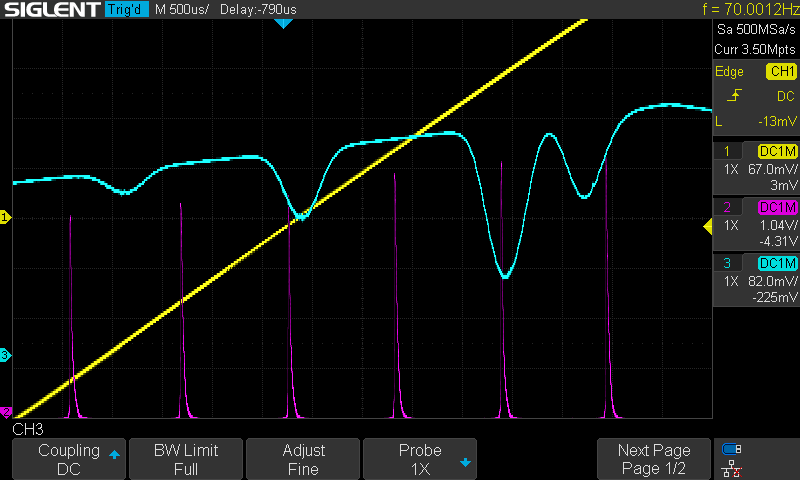 SIGLENT Trig'd M 500us/ Delay:-790us f = 70.0012Hz
Sa 500MSa/s
Curr 3.50Mpts
Edge CH1
DC
L -13mV
1 DC1M
1X 67.0mV/
3mV
2 DC1M
1X 1.04V/
-4.31V
3 DC1M
1X 82.0mV/
-225mV
1
3
2
CH3
Coupling
DC
BW Limit
Full
Adjust
Fine
Probe
1X
Next Page
Page 1/2